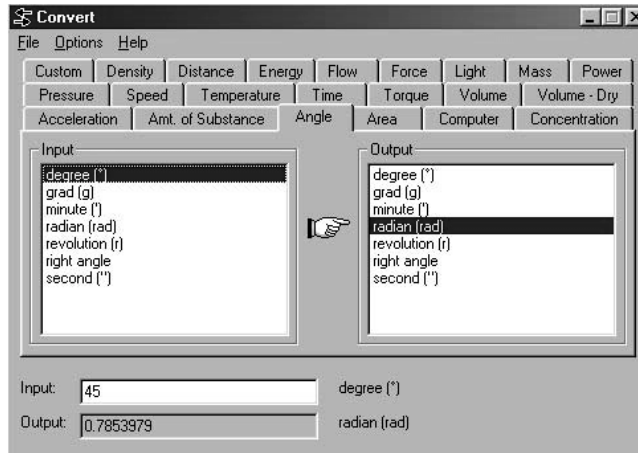 Convert
File Options Help
Custom Density Distance Energy Flow Force Light Mass Power
Pressure Speed Temperature Time Torque Volume Volume - Dry
Acceleration Amt. of Substance Angle Area Computer Concentration
Input
degree (°)
grad (g)
minute (')
radian (rad)
revolution (r)
right angle
second ('')
Output
degree (°)
grad (g)
minute (')
radian (rad)
revolution (r)
right angle
second ('')
Input: 45 degree (°)
Output: 0.7853979 radian (rad)